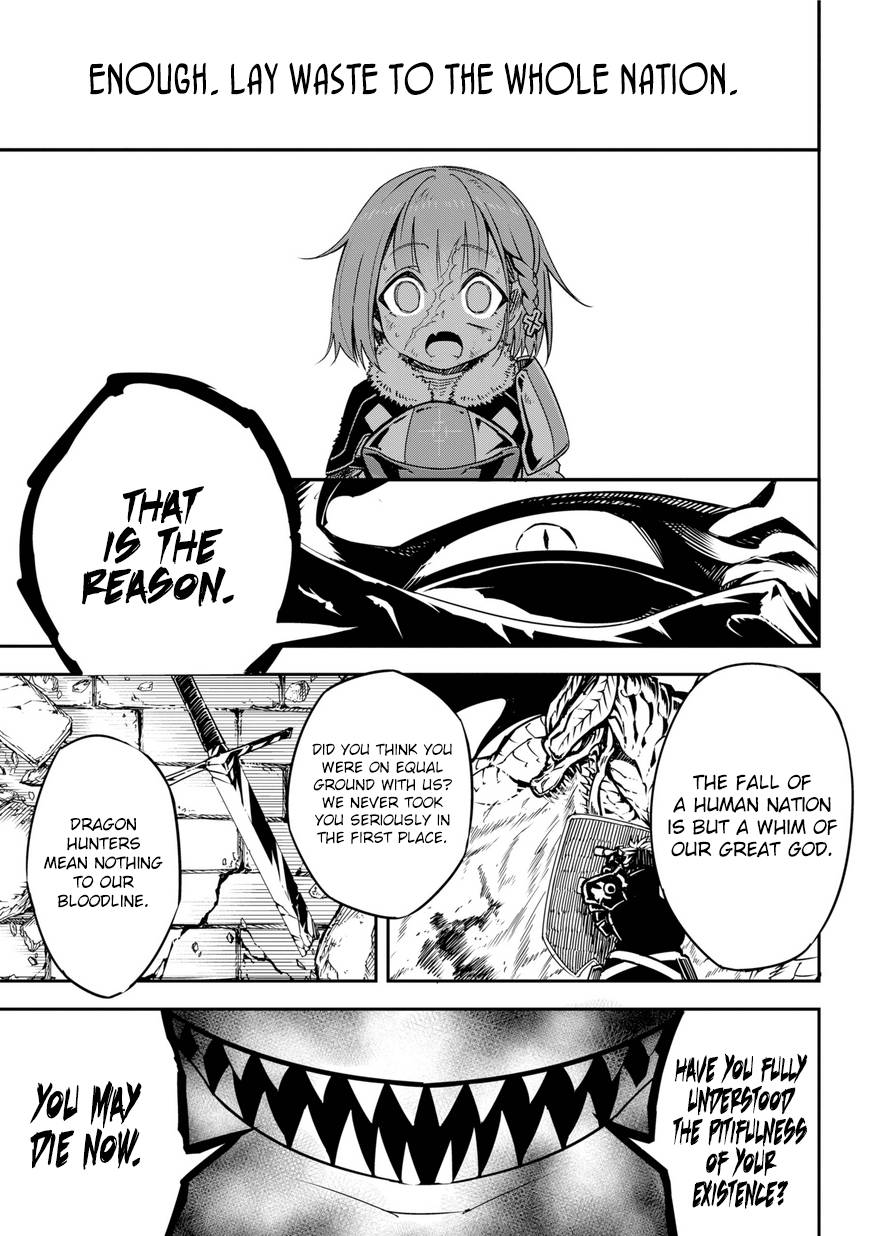 ENOUGH. LAY WASTE TO THE WHOLE NATION.
THAT
IS THE
REASON.
THE FALL OF
A HUMAN NATION
IS BUT A WHIM OF
OUR GREAT GOD.
DID YOU THINK YOU
WERE ON EQUAL
GROUND WITH US?
WE NEVER TOOK
YOU SERIOUSLY IN
THE FIRST PLACE.
DRAGON
HUNTERS
MEAN NOTHING
TO OUR
BLOODLINE.
HAVE YOU FULLY
UNDERSTOOD
THE PITIFULNESS
OF YOUR
EXISTENCE?
YOU MAY
DIE NOW.